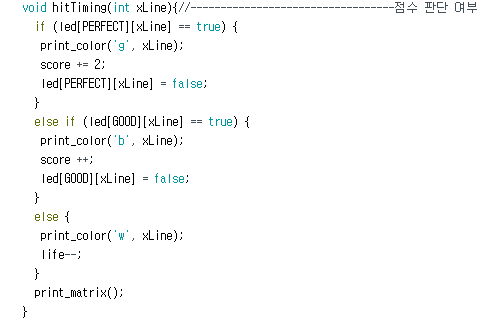 void hitTiming(int xLine){//----------------------------------점수 판단 여부
if (led[PERFECT][xLine] == true) {
print_color('g', xLine);
score += 2;
led[PERFECT][xLine] = false;
}
else if (led[GOOD][xLine] == true) {
print_color('b', xLine);
score ++;
led[GOOD][xLine] = false;
}
else {
print_color('w', xLine);
life--;
}
print_matrix();
}